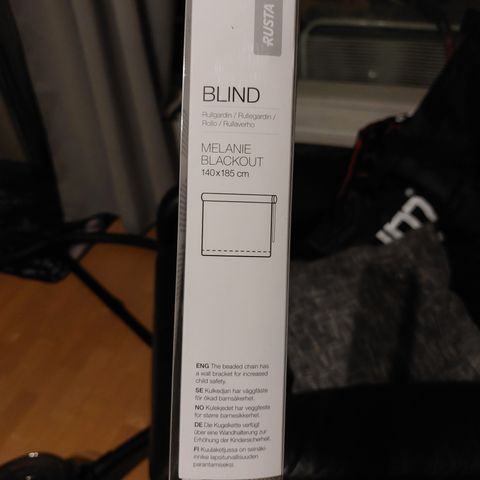 RUSTA
BLIND
Rullgardin / Rullegardin /
Rollo / Rullaverho
MELANIE
BLACKOUT
140x185 cm
ENG The beaded chain has
a wall bracket for increased
child safety.
SE Kulkedjan har väggfäste
för ökad barnsäkerhet.
NO Kulekjedet har veggfeste
for større barnesikkerhet.
DE Die Kugelkette verfügt
über eine Wandhalterung zur
Erhöhung der Kindersicherheit.
FI Kuulaketjussa on seinäki-
innike lapsiturvallisuuden
parantamiseksi.